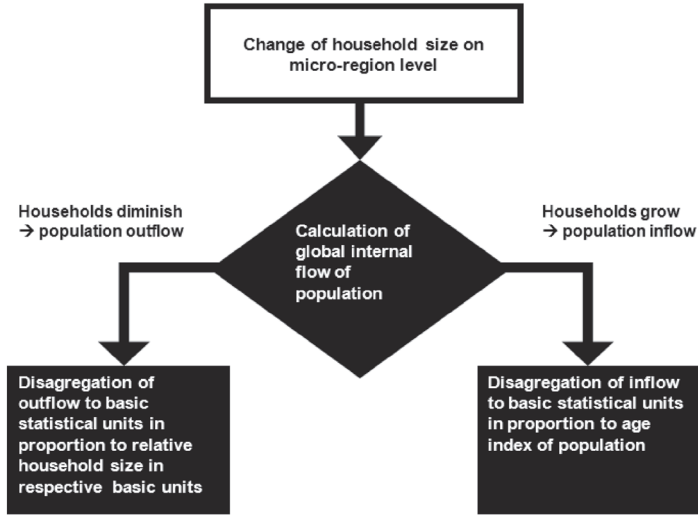 Change of household size on
micro-region level
Households diminish
→ population outflow
Households grow
→ population inflow
Calculation of
global internal
flow of
population
Disagregation of
outflow to basic
statistical units in
proportion to relative
household size in
respective basic units
Disagregation of inflow
to basic statistical units
in proportion to age
index of population